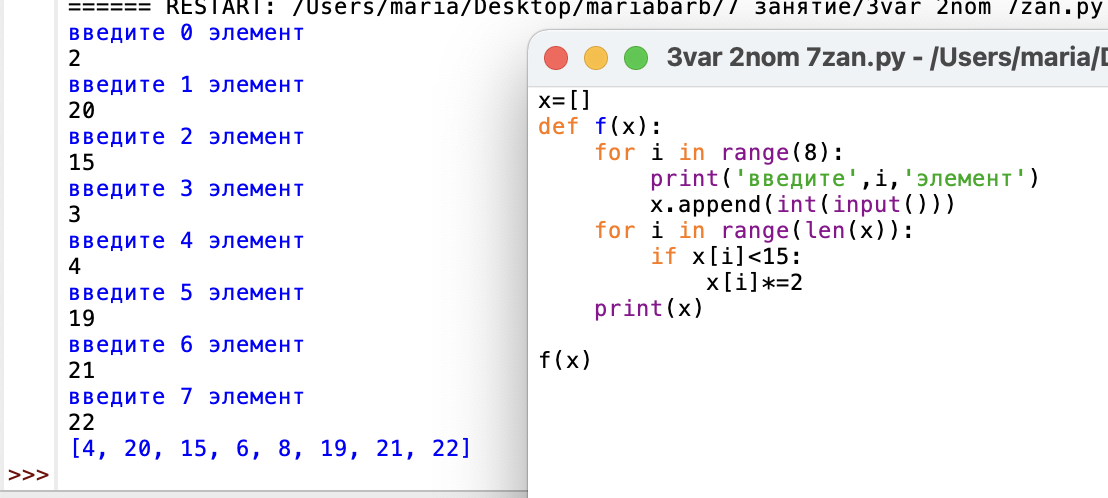 ====== RESTART: /Users/maria/Desktop/mariabarb/7 занятие/3var 2nom 7zan.py
введите 0 элемент
2
введите 1 элемент
20
введите 2 элемент
15
введите 3 элемент
3
введите 4 элемент
4
введите 5 элемент
19
введите 6 элемент
21
введите 7 элемент
22
[4, 20, 15, 6, 8, 19, 21, 22]
>>>
3var 2nom 7zan.py - /Users/maria/D
x=[]
def f(x):
    for i in range(8):
        print('введите',i,'элемент')
        x.append(int(input()))
    for i in range(len(x)):
        if x[i]<15:
            x[i]*=2
    print(x)
f(x)